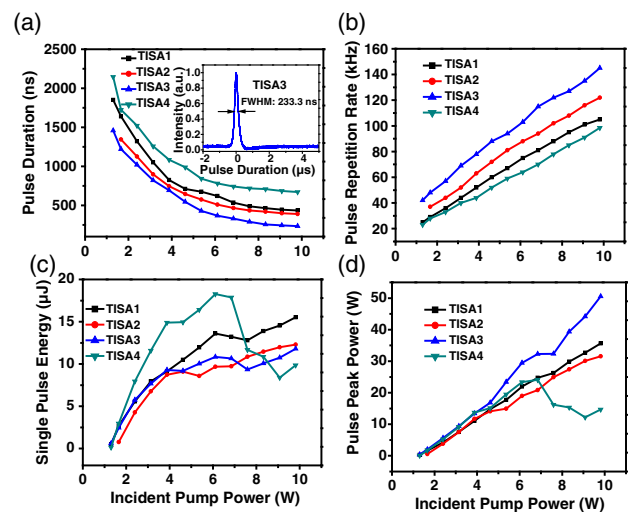 (a)
2500
2000
1500
1000
500
0 1 2 3 4 5 6 7 8 9 10
Pulse Duration (ns)
TISA1
TISA2
TISA3
TISA4
1.0
0.8
0.6
0.4
0.2
0.0
-2 0 2 4
Intensity (a.u.)
TISA3
FWHM: 233.3 ns
Pulse Duration (μs)
(b)
160
140
120
100
80
60
40
20
0 2 4 6 8 10
Pulse Repetition Rate (kHz)
TISA1
TISA2
TISA3
TISA4
(c)
20
15
10
5
0
0 2 4 6 8 10
Single Pulse Energy (μJ)
TISA1
TISA2
TISA3
TISA4
Incident Pump Power (W)
(d)
50
40
30
20
10
0
0 2 4 6 8 10
Pulse Peak Power (W)
TISA1
TISA2
TISA3
TISA4
Incident Pump Power (W)